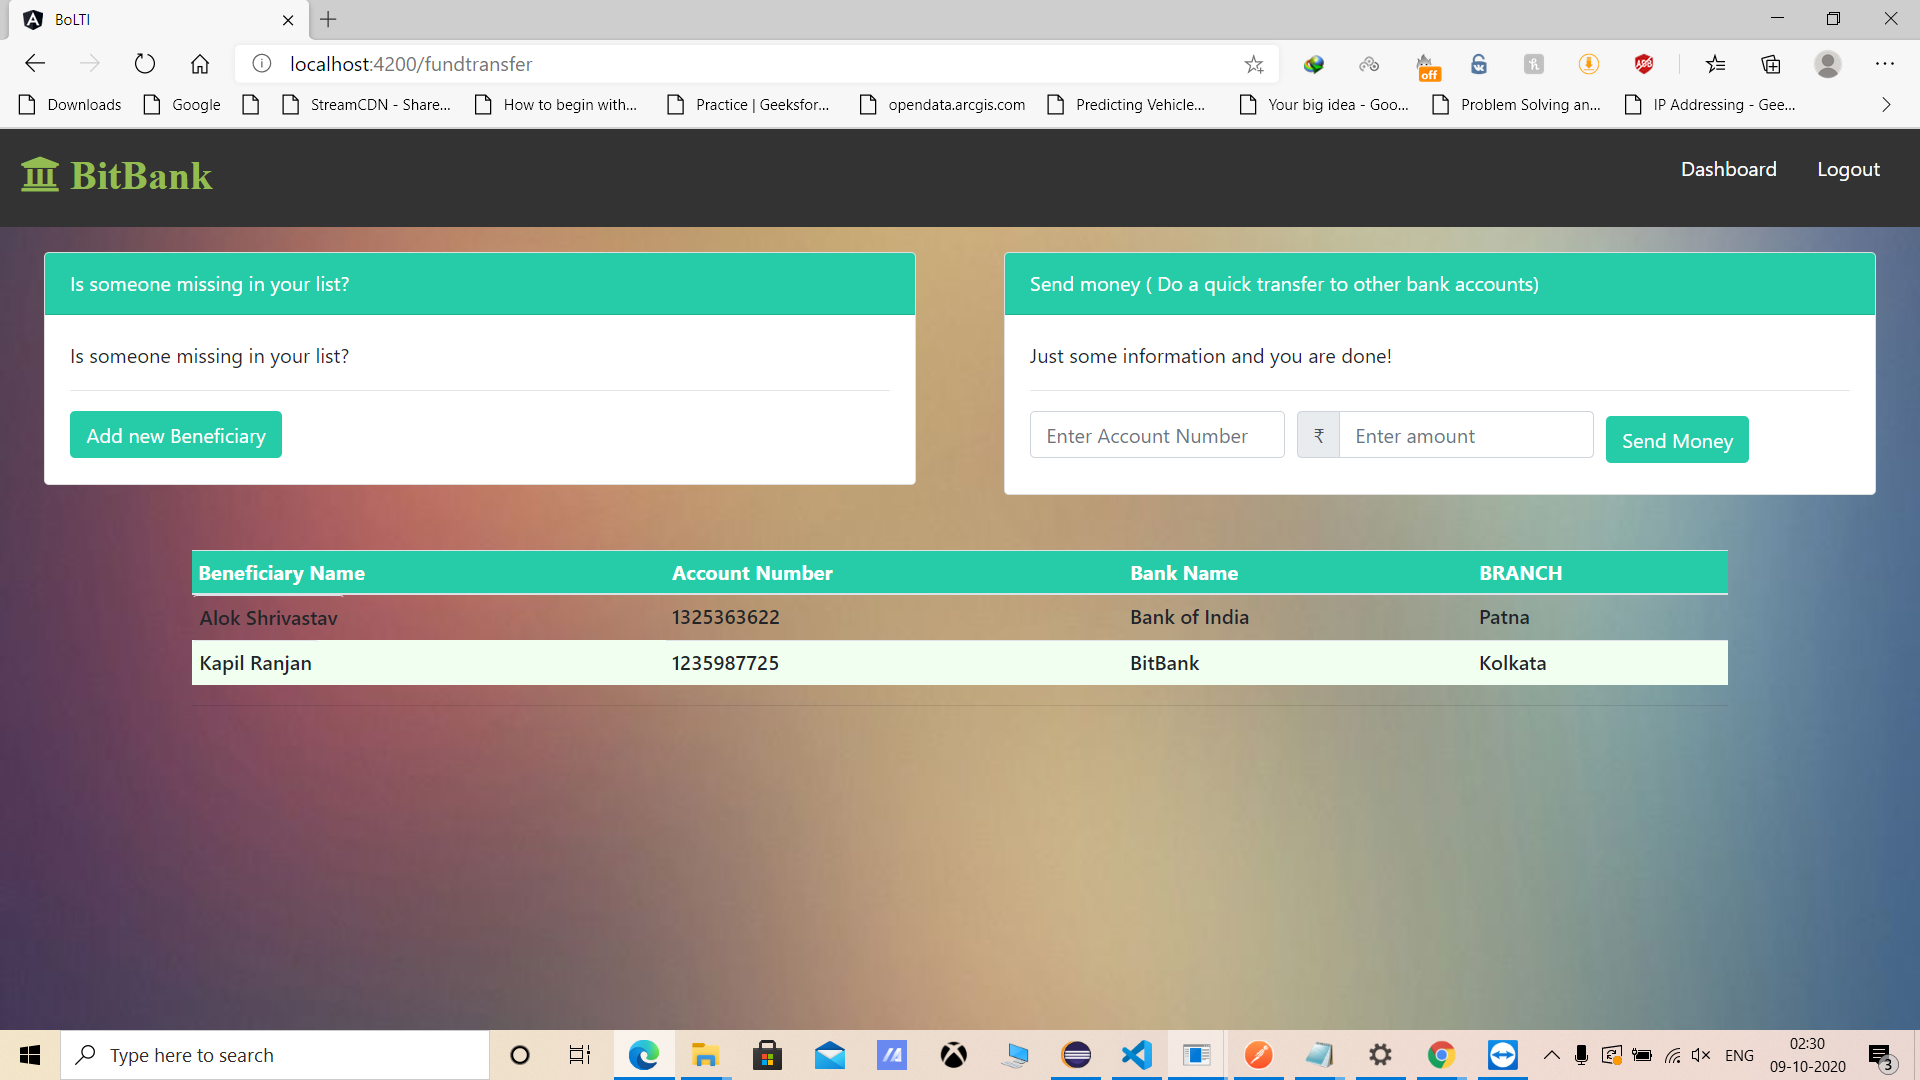 BoLTI
localhost:4200/fundtransfer
off
ADB
Downloads Google StreamCDN - Share... How to begin with... Practice | Geeksfor... opendata.arcgis.com Predicting Vehicle... Your big idea - Goo... Problem Solving an... IP Addressing - Gee...
BitBank
Dashboard Logout
Is someone missing in your list?
Is someone missing in your list?
Add new Beneficiary
Send money ( Do a quick transfer to other bank accounts)
Just some information and you are done!
Enter Account Number ₹ Enter amount Send Money
Beneficiary Name Account Number Bank Name BRANCH
Alok Shrivastav 1325363622 Bank of India Patna
Kapil Ranjan 1235987725 BitBank Kolkata
Type here to search
ENG
02:30
09-10-2020
3